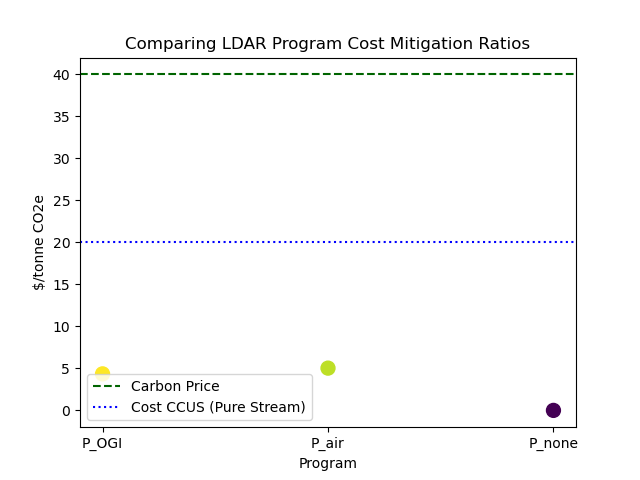 Comparing LDAR Program Cost Mitigation Ratios
40
35
30
25
20
15
10
5
0
$/tonne CO2e
Carbon Price
Cost CCUS (Pure Stream)
P_OGI P_air P_none
Program